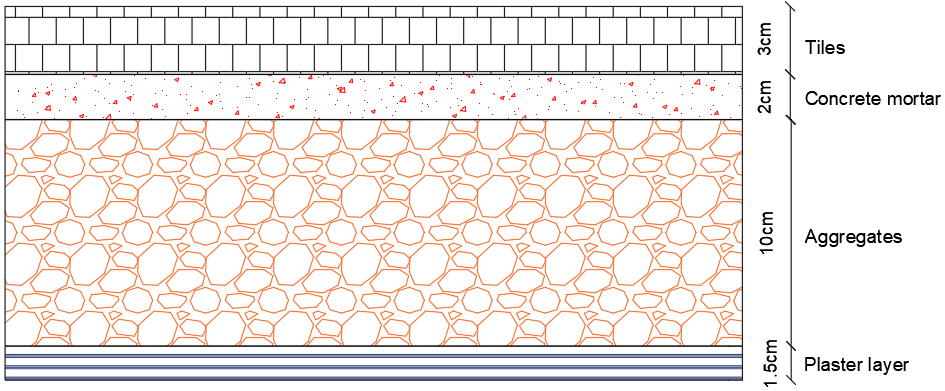 3cm
Tiles
2cm
Concrete mortar
10cm
Aggregates
1.5cm
Plaster layer